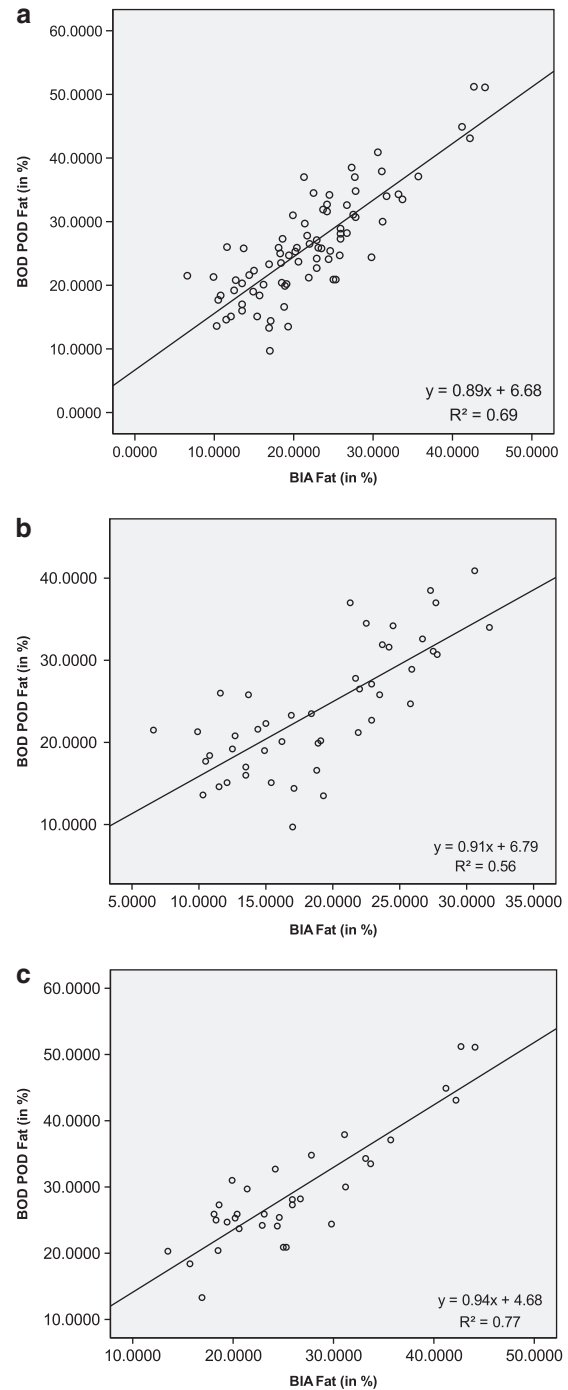 a
60.0000
50.0000
40.0000
30.0000
20.0000
10.0000
0.0000
BOD POD Fat (in %)
y = 0.89x + 6.68
R² = 0.69
0.0000 10.0000 20.0000 30.0000 40.0000 50.0000
BIA Fat (in %)
b
40.0000
30.0000
20.0000
10.0000
BOD POD Fat (in %)
y = 0.91x + 6.79
R² = 0.56
5.0000 10.0000 15.0000 20.0000 25.0000 30.0000 35.0000
BIA Fat (in %)
c
60.0000
50.0000
40.0000
30.0000
20.0000
10.0000
BOD POD Fat (in %)
y = 0.94x + 4.68
R² = 0.77
10.0000 20.0000 30.0000 40.0000 50.0000
BIA Fat (in %)